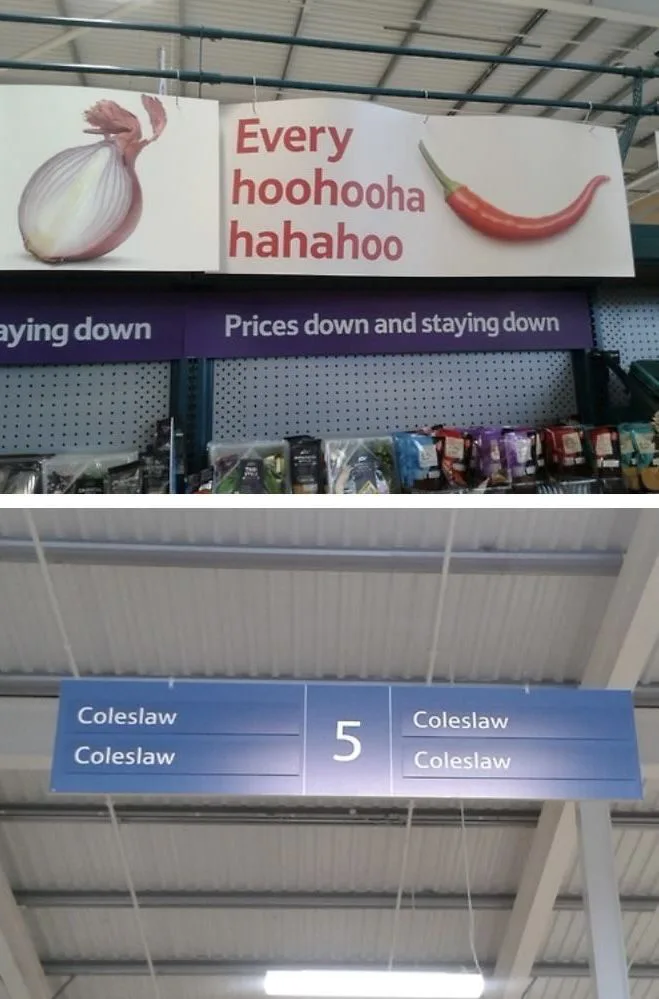 Every
hoohooha
hahahoo
aying down
Prices down and staying down
Coleslaw
Coleslaw
5
Coleslaw
Coleslaw